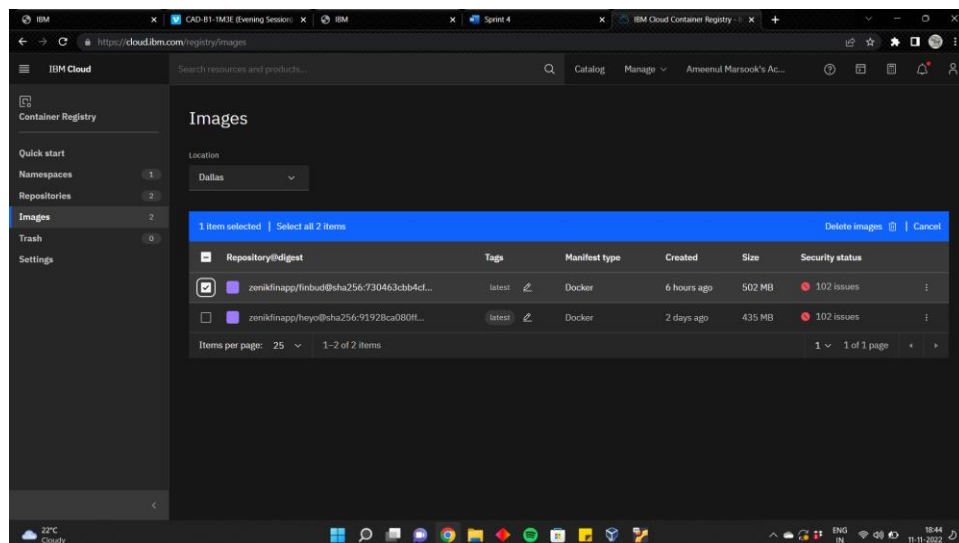 IBM
CAD-B1-1M3E (Evening Session)
IBM
Sprint 4
IBM Cloud Container Registry - I
https://cloud.ibm.com/registry/images
IBM Cloud
Search resources and products...
Catalog
Manage
Ameenul Marsook's Ac...
Container Registry
Images
Location
Dallas
Quick start
Namespaces 1
Repositories 2
Images 2
Trash 0
Settings
1 item selected | Select all 2 items
Delete images | Cancel
Repository@digest Tags Manifest type Created Size Security status
zenikfinapp/finbud@sha256:730463cbb4cf... latest Docker 6 hours ago 502 MB 102 issues
zenikfinapp/heyo@sha256:91928ca080ff... latest Docker 2 days ago 435 MB 102 issues
Items per page: 25 1–2 of 2 items 1 1 of 1 page
22°C
Cloudy
ENG
IN
18:44
11-11-2022